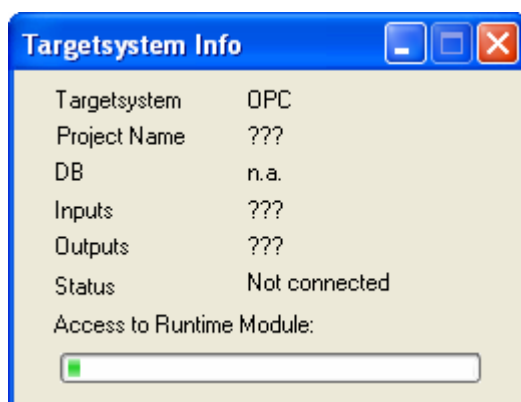 Targetsystem Info
Targetsystem OPC
Project Name ???
DB n.a.
Inputs ???
Outputs ???
Status Not connected
Access to Runtime Module: